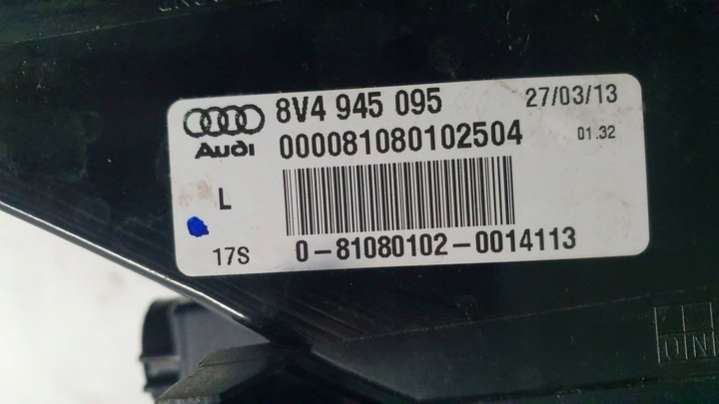 8V4 945 095 27/03/13
Audi 000081080102504 01.32
L
17S 0-81080102-0014113